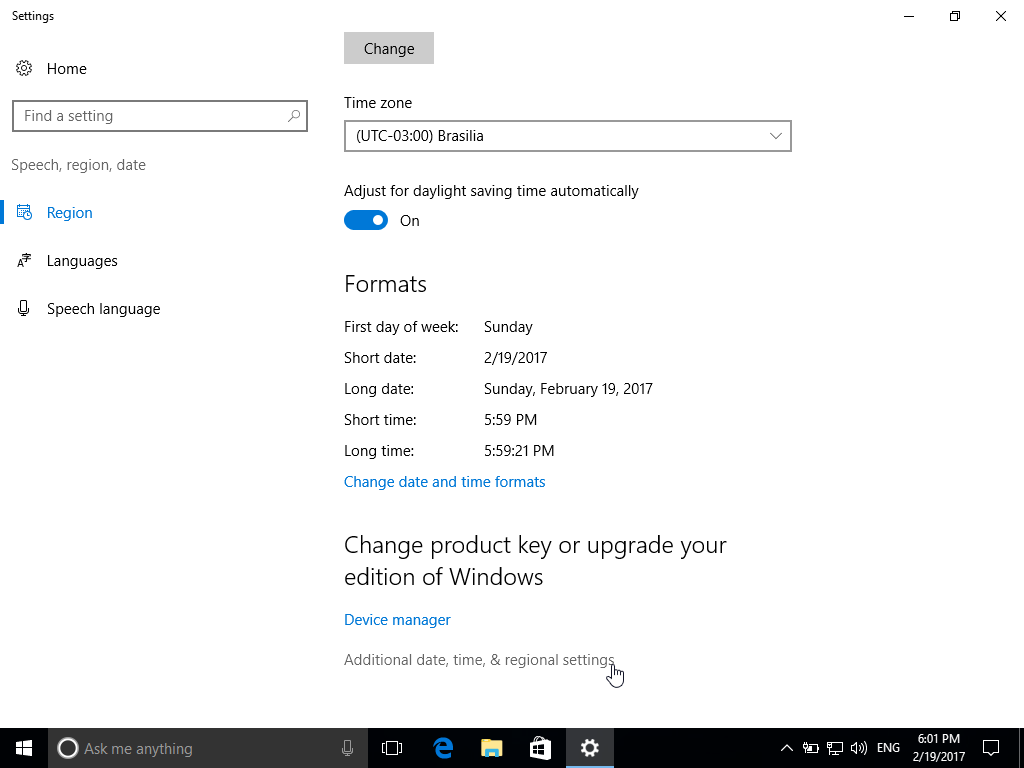 Settings
Change
Home
Find a setting
Time zone
(UTC-03:00) Brasilia
Speech, region, date
Adjust for daylight saving time automatically
On
Region
Languages
Speech language
Formats
First day of week: Sunday
Short date: 2/19/2017
Long date: Sunday, February 19, 2017
Short time: 5:59 PM
Long time: 5:59:21 PM
Change date and time formats
Change product key or upgrade your
edition of Windows
Device manager
Additional date, time, & regional settings
Ask me anything
ENG
6:01 PM
2/19/2017